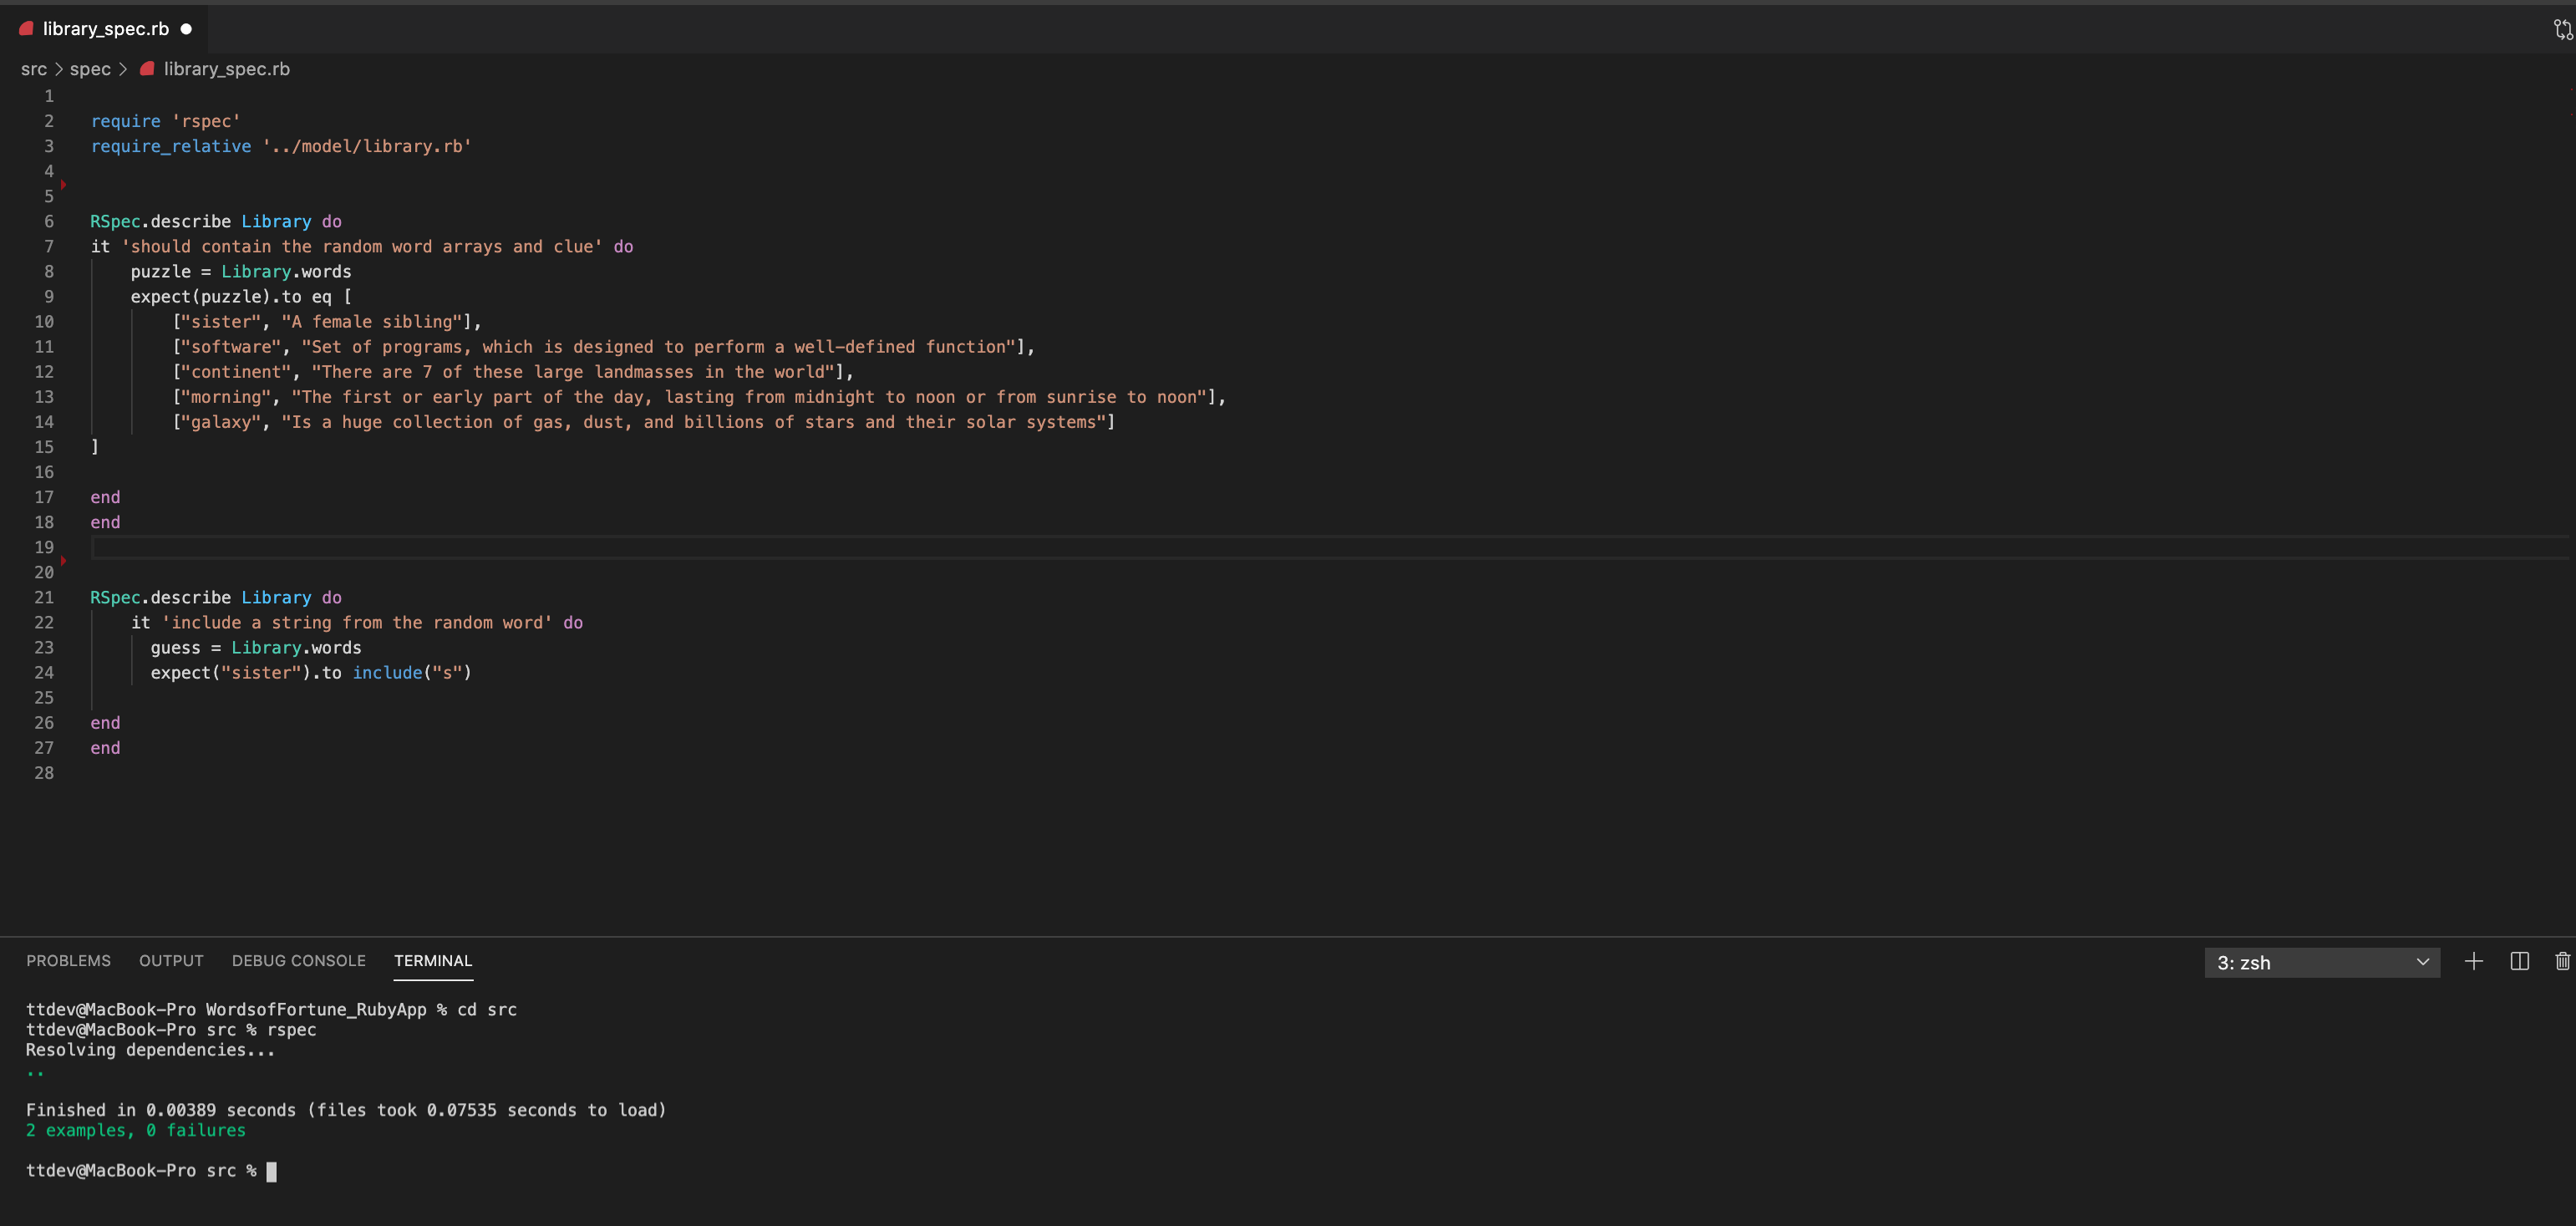 library_spec.rb
src > spec > library_spec.rb
1
2 require 'rspec'
3 require_relative '../model/library.rb'
4
5
6 RSpec.describe Library do
7 it 'should contain the random word arrays and clue' do
8 puzzle = Library.words
9 expect(puzzle).to eq [
10 ["sister", "A female sibling"],
11 ["software", "Set of programs, which is designed to perform a well-defined function"],
12 ["continent", "There are 7 of these large landmasses in the world"],
13 ["morning", "The first or early part of the day, lasting from midnight to noon or from sunrise to noon"],
14 ["galaxy", "Is a huge collection of gas, dust, and billions of stars and their solar systems"]
15 ]
16
17 end
18 end
19
20
21 RSpec.describe Library do
22 it 'include a string from the random word' do
23 guess = Library.words
24 expect("sister").to include("s")
25
26 end
27 end
28
PROBLEMS OUTPUT DEBUG CONSOLE TERMINAL 3: zsh
ttdev@MacBook-Pro WordsofFortune_RubyApp % cd src
ttdev@MacBook-Pro src % rspec
Resolving dependencies...
..
Finished in 0.00389 seconds (files took 0.07535 seconds to load)
2 examples, 0 failures
ttdev@MacBook-Pro src %